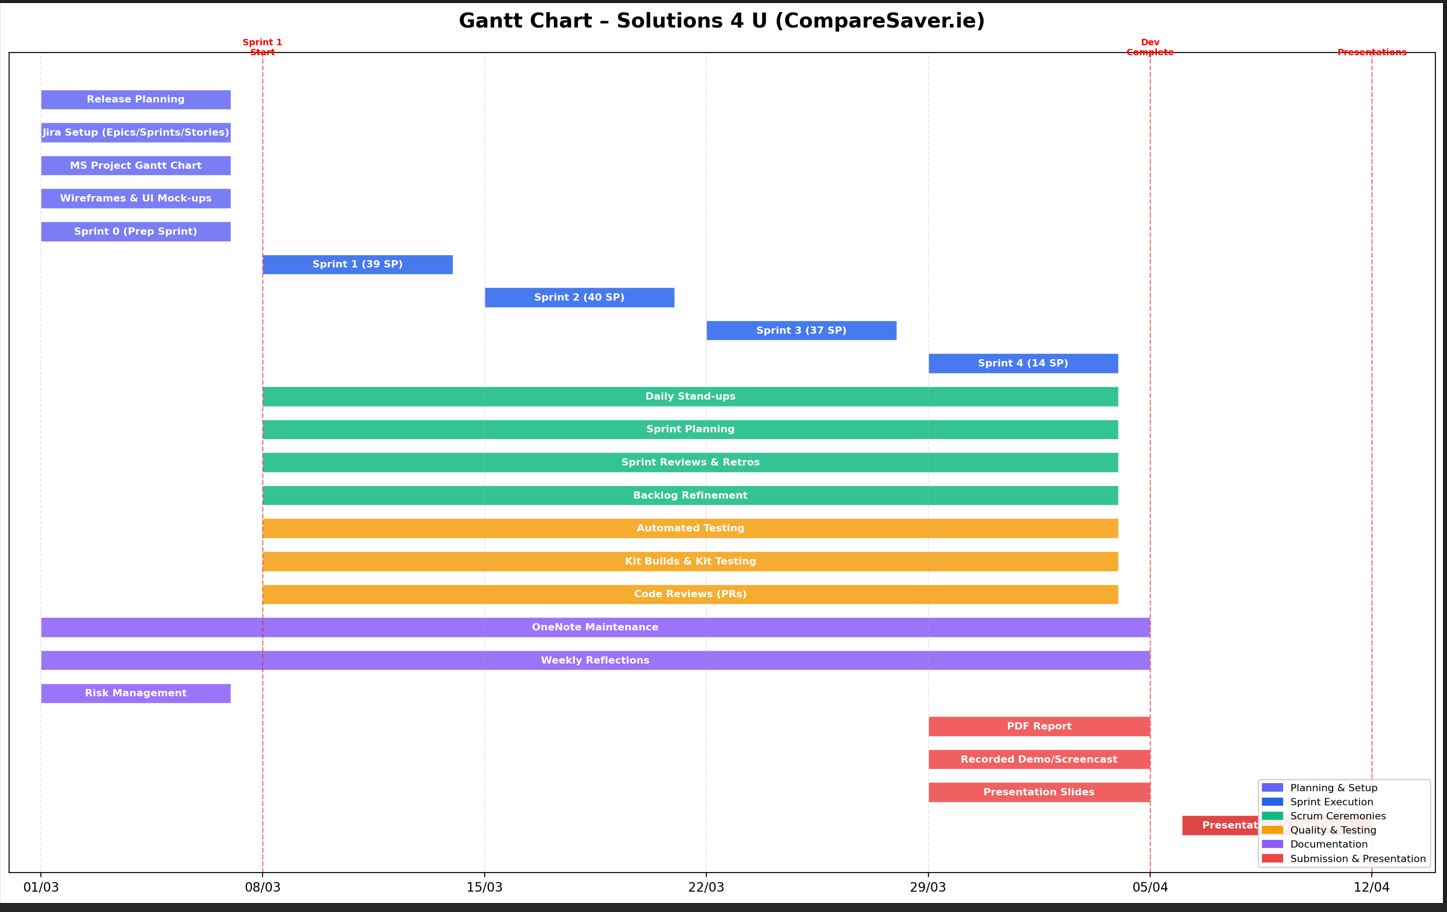 Gantt Chart – Solutions 4 U (CompareSaver.ie)
Sprint 1
Start
Dev
Complete
Presentations
Release Planning
Jira Setup (Epics/Sprints/Stories)
MS Project Gantt Chart
Wireframes & UI Mock-ups
Sprint 0 (Prep Sprint)
Sprint 1 (39 SP)
Sprint 2 (40 SP)
Sprint 3 (37 SP)
Sprint 4 (14 SP)
Daily Stand-ups
Sprint Planning
Sprint Reviews & Retros
Backlog Refinement
Automated Testing
Kit Builds & Kit Testing
Code Reviews (PRs)
OneNote Maintenance
Weekly Reflections
Risk Management
PDF Report
Recorded Demo/Screencast
Presentation Slides
Planning & Setup
Sprint Execution
Scrum Ceremonies
Quality & Testing
Documentation
Submission & Presentation
01/03 08/03 15/03 22/03 29/03 05/04 12/04